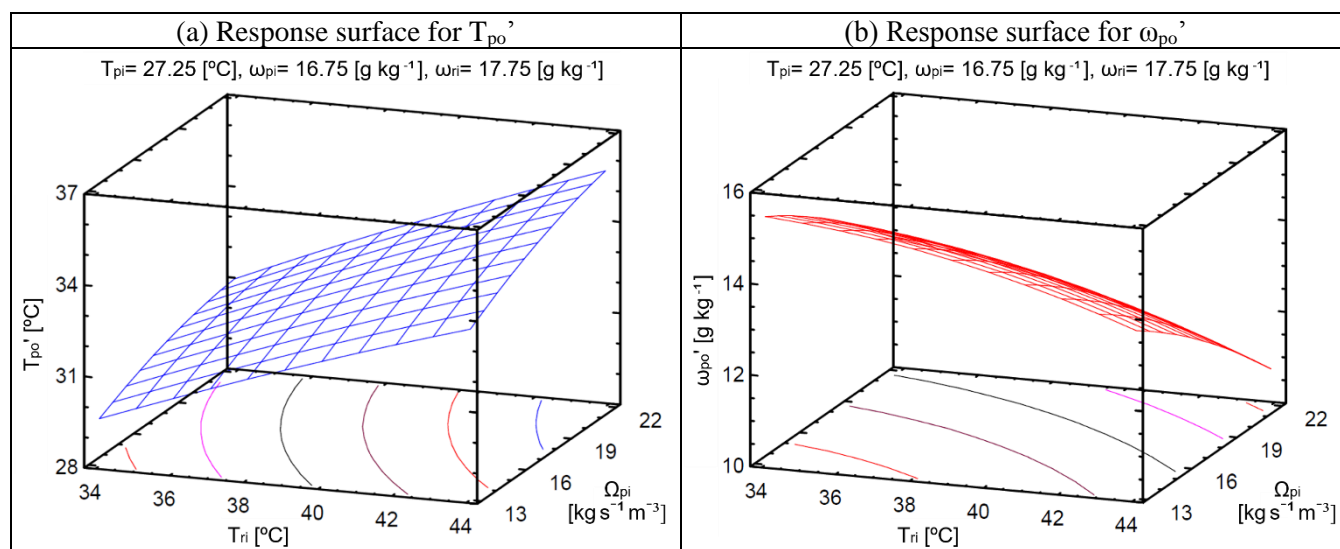 (a) Response surface for Tpo’
(b) Response surface for ωpo’
Tpi= 27.25 [ºC], ωpi= 16.75 [g kg⁻¹], ωri= 17.75 [g kg⁻¹]
37
34
31
28
Tpo' [ºC]
34
36
38
40
42
44
Tri [ºC]
13
16
19
22
Ωpi
[kg s⁻¹ m⁻³]
Tpi= 27.25 [ºC], ωpi= 16.75 [g kg⁻¹], ωri= 17.75 [g kg⁻¹]
16
14
12
10
ωpo' [g kg⁻¹]
34
36
38
40
42
44
Tri [ºC]
13
16
19
22
Ωpi
[kg s⁻¹ m⁻³]